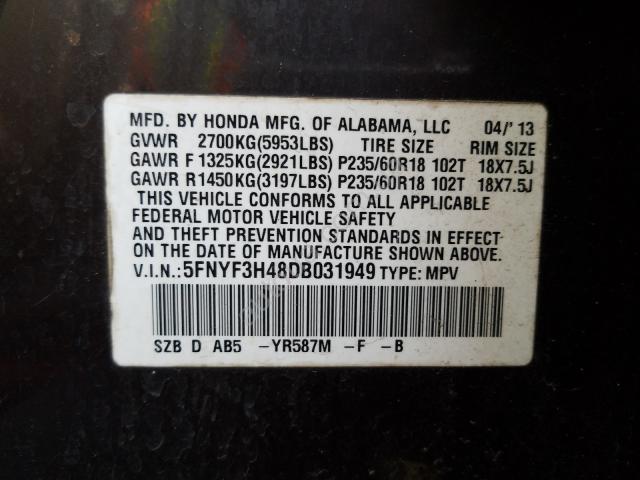 MFD. BY HONDA MFG. OF ALABAMA, LLC 04/'13
GVWR 2700KG(5953LBS) TIRE SIZE RIM SIZE
GAWR F 1325KG(2921LBS) P235/60R18 102T 18X7.5J
GAWR R1450KG(3197LBS) P235/60R18 102T 18X7.5J
THIS VEHICLE CONFORMS TO ALL APPLICABLE
FEDERAL MOTOR VEHICLE SAFETY
AND THEFT PREVENTION STANDARDS IN EFFECT
ON THE DATE OF MANUFACTURE SHOWN ABOVE.
V.I.N.:5FNYF3H48DB031949 TYPE: MPV
SZB D AB5 -YR587M -F -B